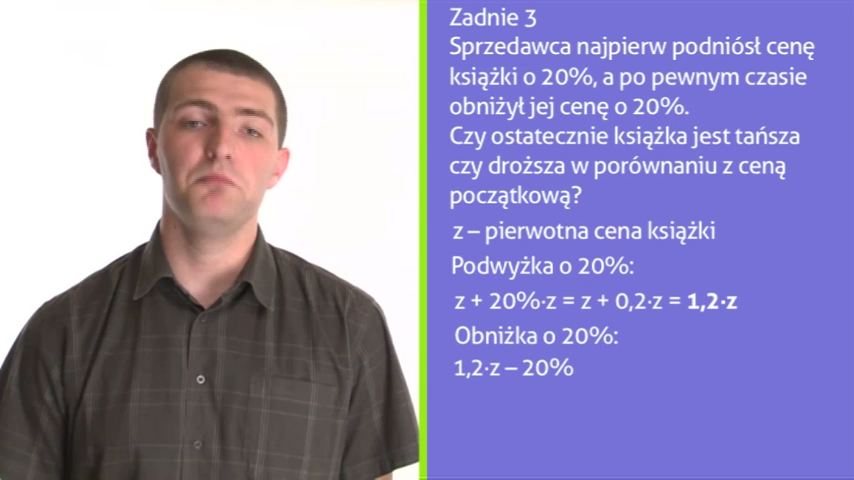 Zadnie 3
Sprzedawca najpierw podniósł cenę
książki o 20%, a po pewnym czasie
obniżył jej cenę o 20%.
Czy ostatecznie książka jest tańsza
czy droższa w porównaniu z ceną
początkową?
z – pierwotna cena książki
Podwyżka o 20%:
z + 20%·z = z + 0,2·z = 1,2·z
Obniżka o 20%:
1,2·z – 20%